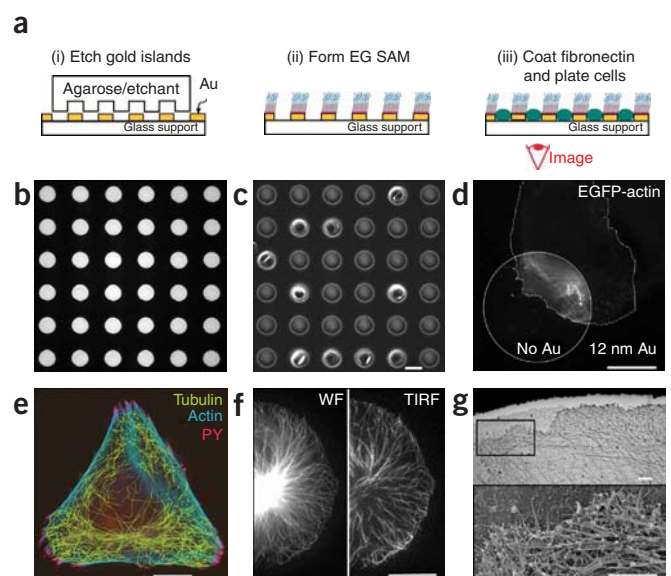 a
(i) Etch gold islands
(ii) Form EG SAM
(iii) Coat fibronectin
and plate cells
Agarose/etchant
Au
Glass support
Glass support
Glass support
Image
b
c
d
EGFP-actin
No Au
12 nm Au
e
Tubulin
Actin
PY
f
WF
TIRF
g